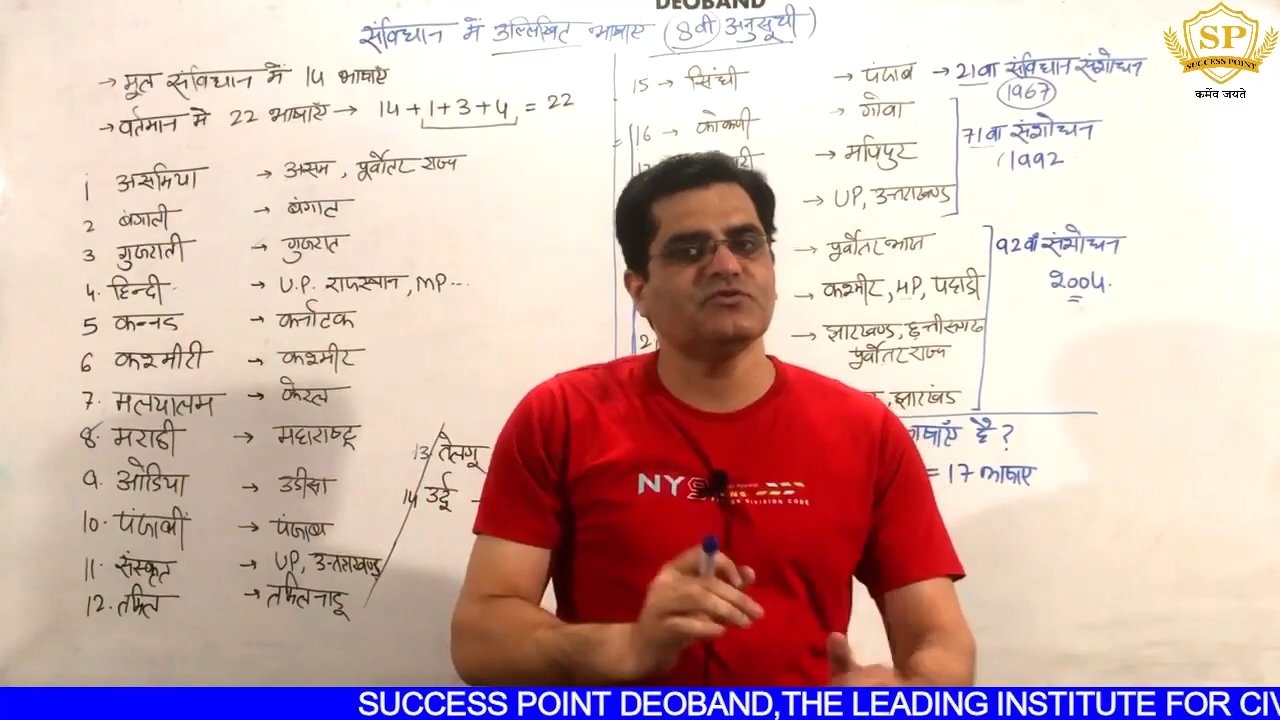 DEOBAND
संविधान में उल्लिखित भाषाएं (8वीं अनुसूची)
→ मूल संविधान में 14 भाषाएं
→ वर्तमान मे 22 भाषाएं → 14+1+3+4 = 22
1 असमिया → असम, पूर्वोतर राज्य
2 बंगाली → बंगाल
3 गुजराती → गुजरात
4. हिन्दी → U.P. राजस्थान, MP...
5 कन्नड → कर्नाटक
6 कश्मीरी → कश्मीर
7. मलयालम → केरल
8. मराठी → महाराष्ट्र
9. ओडिया → उडीसा
10. पंजाबी → पंजाब
11. संस्कृत → UP, उत्तराखण्ड
12. तमिल → तमिलनाडू
13 तेलगू
14 उर्दू
15 → सिंधी → पंजाब → 21वा संविधान संशोधन
1967
16 → कोंकणी → गोवा
→ मणिपुर 71वा संशोधन
1992
→ UP, उत्तराखण्ड
पूर्वोतर भारत 92वां संशोधन
→ कश्मीर, HP, पहाडी 2004.
21 → झारखण्ड, छत्तीसगढ
पूर्वोतर राज्य
, झारखंड
भाषाएँ है?
= 17 भाषाएं
SP
SUCCESS POINT
कर्मेव जयते
NY
SUCCESS POINT DEOBAND,THE LEADING INSTITUTE FOR CIV